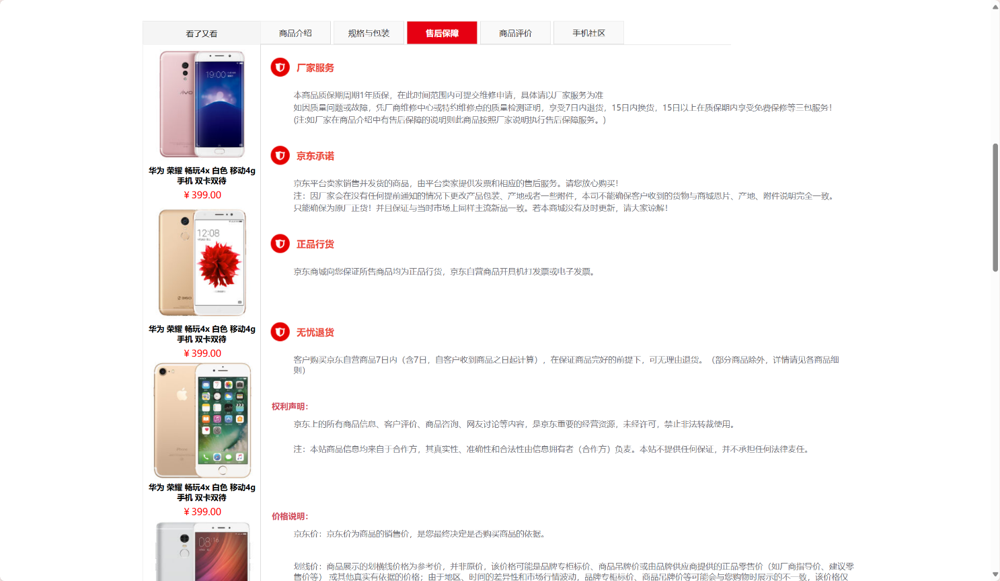 看了又看
商品介绍
规格与包装
售后保障
商品评价
手机社区
vivo
19:00
华为 荣耀 畅玩4x 白色 移动4g
手机 双卡双待
￥399.00
12:08
360
华为 荣耀 畅玩4x 白色 移动4g
手机 双卡双待
￥399.00
华为 荣耀 畅玩4x 白色 移动4g
手机 双卡双待
￥399.00
08 16
厂家服务
本商品质保期周期1年质保，在此时间范围内可提交维修申请，具体请以厂家服务为准
如因质量问题或故障，凭厂商维修中心或特约维修点的质量检测证明，享受7日内退货，15日内换货，15日以上在质保期内享受免费保修等三包服务！
(注:如厂家在商品介绍中有售后保障的说明则此商品按照厂家说明执行售后保障服务。)
京东承诺
京东平台卖家销售并发货的商品，由平台卖家提供发票和相应的售后服务。请您放心购买！
注：因厂家会在没有任何提前通知的情况下更改产品包装、产地或者一些附件，本司不能确保客户收到的货物与商城恩片、产地、附件说明完全一致。
只能确保为原厂正货！并且保证与当时市场上同样主流新品一致。若本商城没有及时更新，请大家谅解！
正品行货
京东商城向您保证所售商品均为正品行货，京东自营商品开具机打发票或电子发票。
无忧退货
客户购买京东自营商品7日内（含7日，自客户收到商品之日起计算），在保证商品完好的前提下，可无理由退货。（部分商品除外，详情请见各商品细
则）
权利声明：
京东上的所有商品信息、客户评价、商品咨询、网友讨论等内容，是京东重要的经营资源，未经许可，禁止非法转裁使用。
注：本站商品信息均来自于合作方，其真实性、准确性和合法性由信息拥有者（合作方）负麦。本站不提供任何保证，并不承担任何法律麦任。
价格说明：
京东价：京东价为商品的销售价，是您最终决定是否购买商品的依据。
划线价：商品展示的划横线价格为参考价，并非原价，该价格可能是品牌专柜标价、商品吊牌价或由品牌供应商提供的正品零售价（如厂商指导价、建议零
售价等）或其他真实有依据的价格；由于地区、时间的差异性和市场行情波动，品牌专柜标价、商品吊牌价等可能会与您购物时展示的不一致，该价格仅